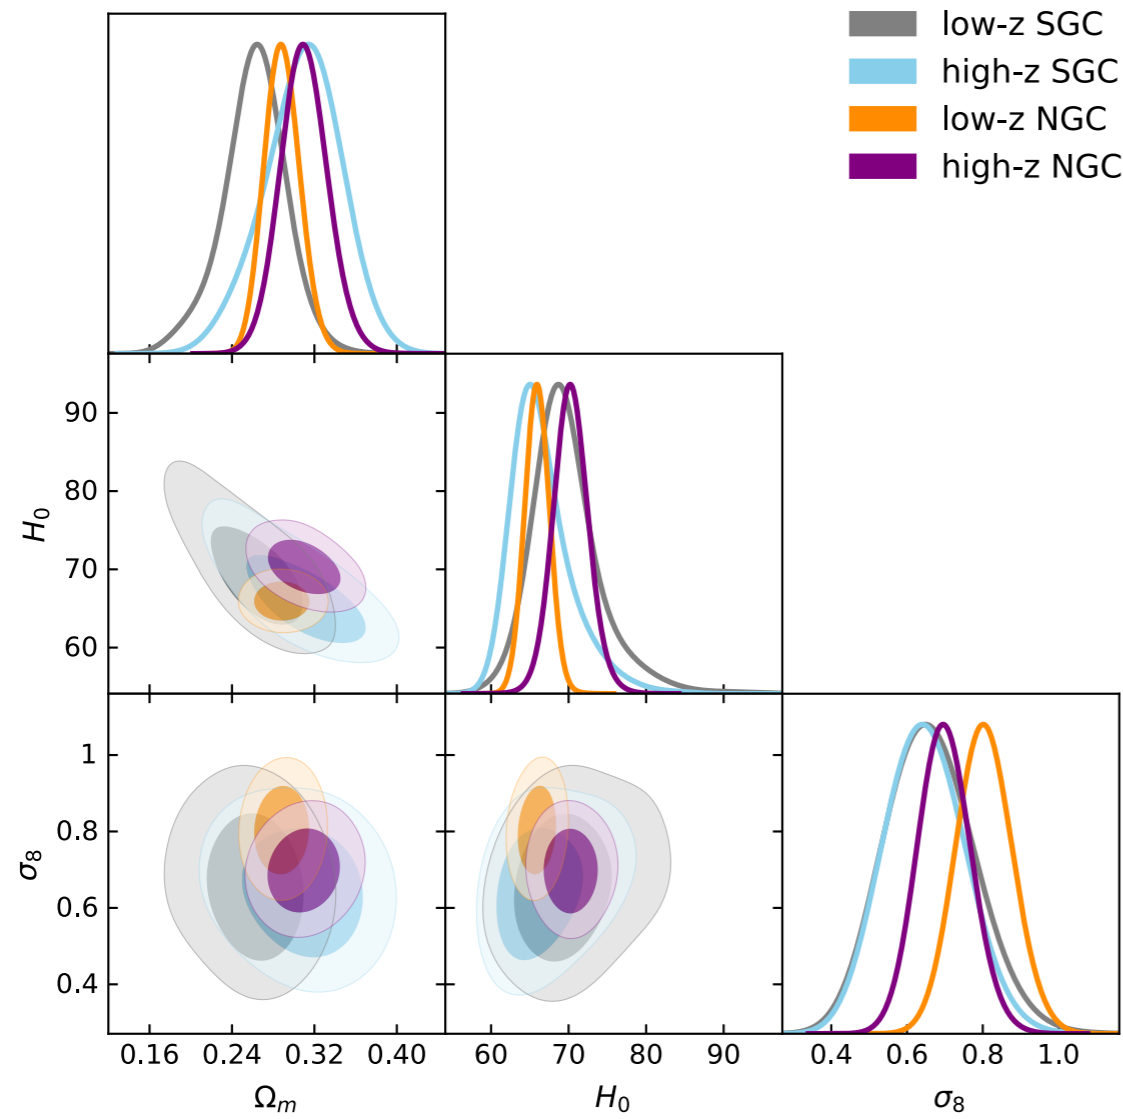 low-z SGC
high-z SGC
low-z NGC
high-z NGC
90
80
70
60
H₀
1
0.8
0.6
0.4
σ₈
0.16 0.24 0.32 0.40
60 70 80 90
0.4 0.6 0.8 1.0
Ωₘ
H₀
σ₈